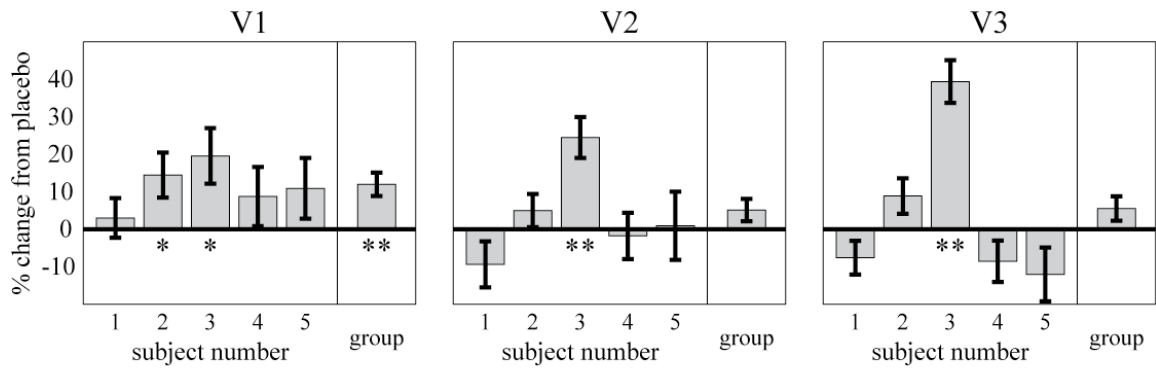 V1 V2 V3
% change from placebo
40
30
20
10
0
-10
* * ** ** **
1 2 3 4 5 1 2 3 4 5 1 2 3 4 5
group group group
subject number subject number subject number